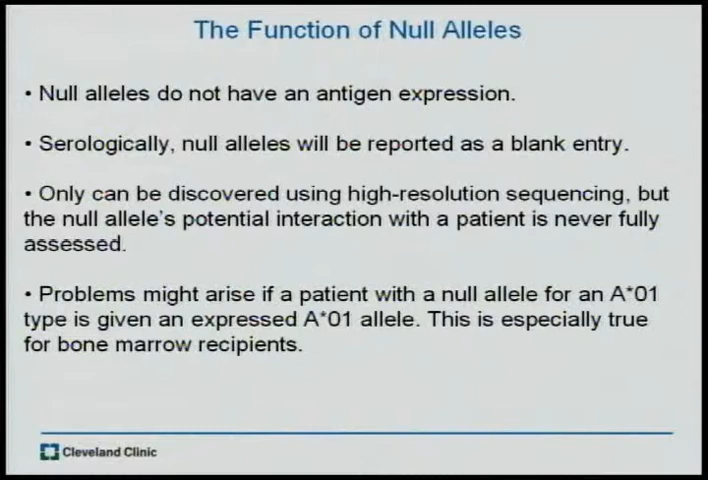 The Function of Null Alleles
• Null alleles do not have an antigen expression.
• Serologically, null alleles will be reported as a blank entry.
• Only can be discovered using high-resolution sequencing, but
the null allele's potential interaction with a patient is never fully
assessed.
• Problems might arise if a patient with a null allele for an A*01
type is given an expressed A*01 allele. This is especially true
for bone marrow recipients.
Cleveland Clinic